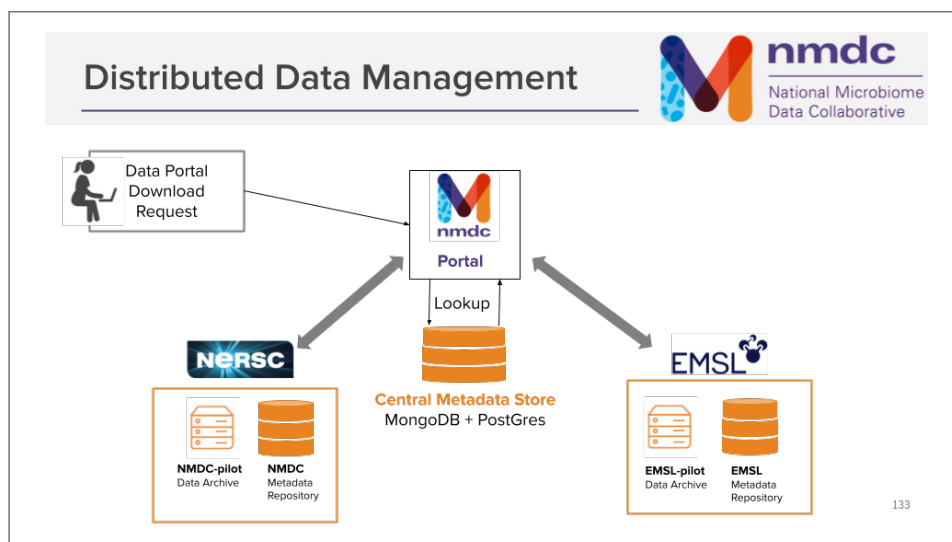 Distributed Data Management
nmdc
National Microbiome
Data Collaborative
Data Portal
Download
Request
nmdc
Portal
Lookup
NERSC
EMSL
Central Metadata Store
MongoDB + PostGres
NMDC-pilot
Data Archive
NMDC
Metadata
Repository
EMSL-pilot
Data Archive
EMSL
Metadata
Repository
133